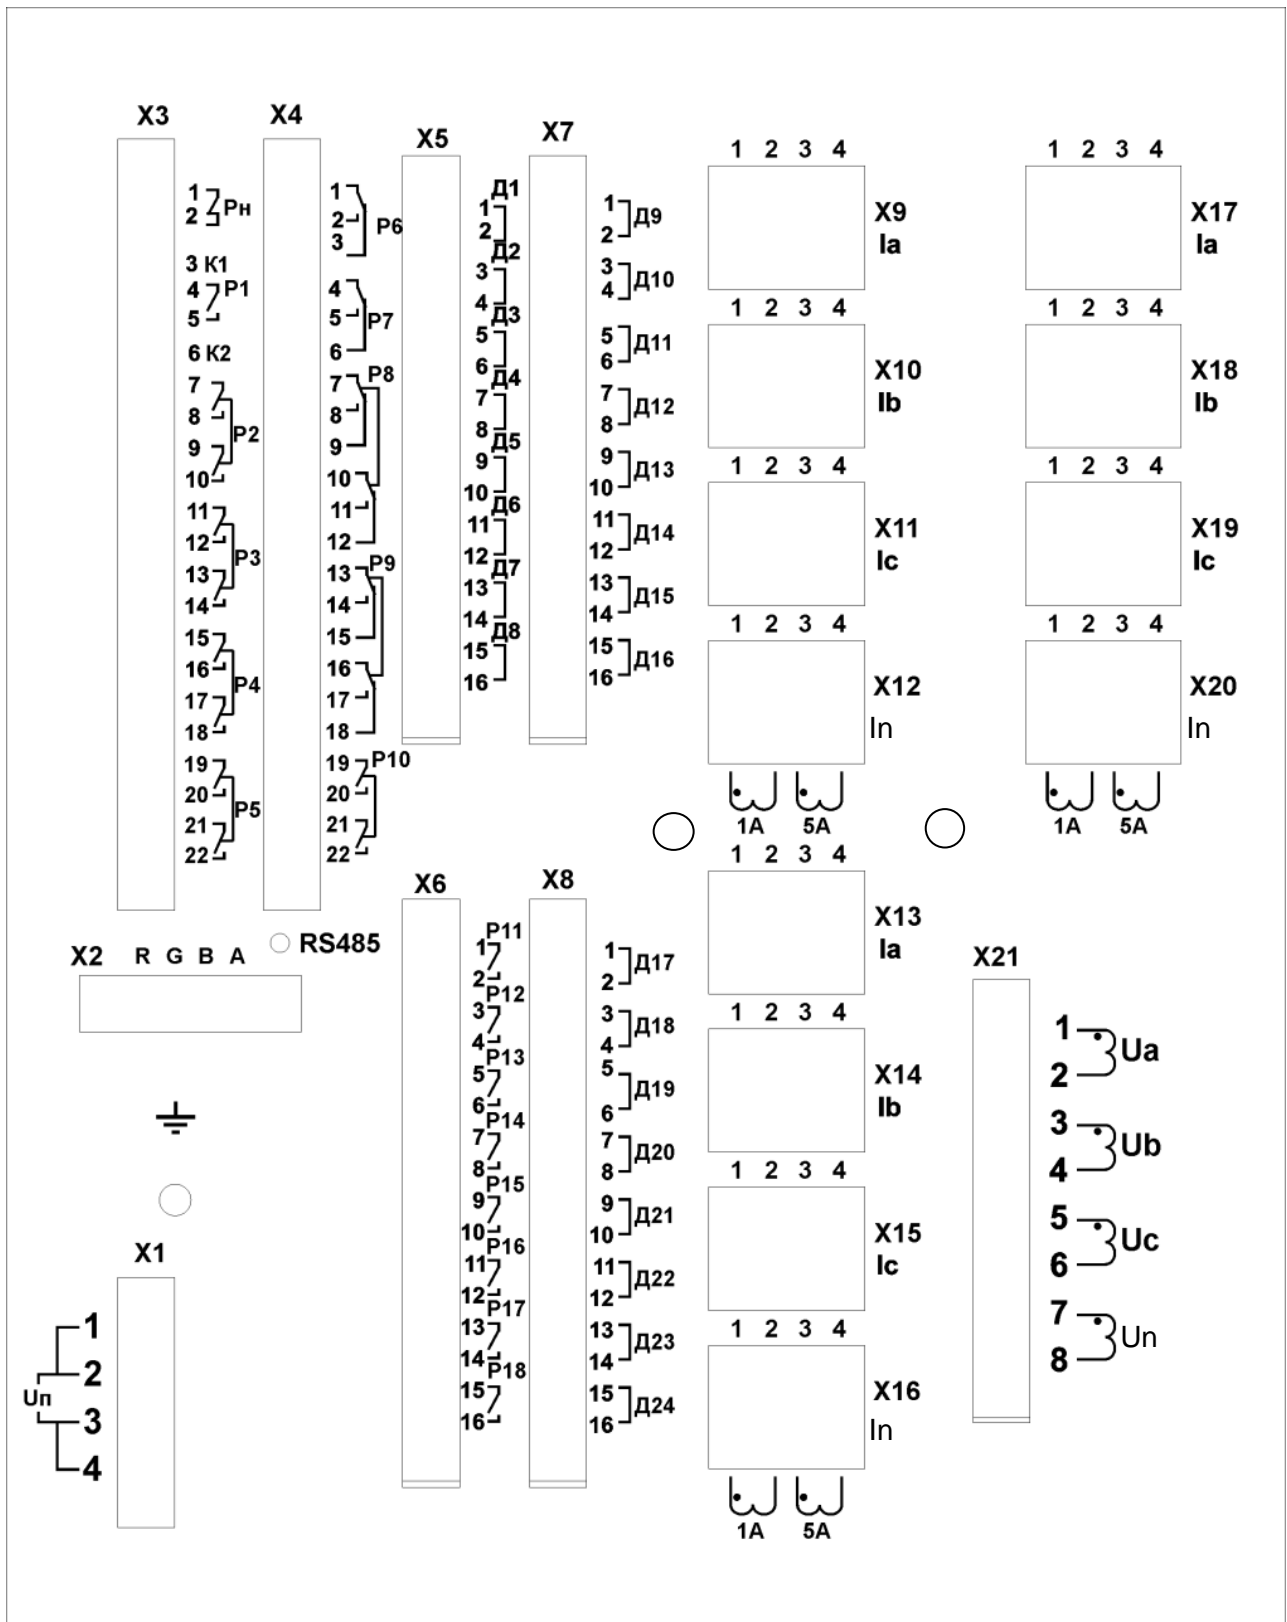 X3
1
2
Рн
3 К1
4
Р1
5
6 К2
7
8
Р2
9
10
11
12
Р3
13
14
15
16
Р4
17
18
19
20
Р5
21
22
X4
1
2
Р6
3
4
5
Р7
6
7
Р8
8
9
10
11
12
Р9
13
14
15
16
17
18
19
Р10
20
21
22
X5
Д1
1
2
Д2
3
4
Д3
5
6
Д4
7
8
Д5
9
10
Д6
11
12
Д7
13
14
Д8
15
16
X7
1
Д9
2
3
Д10
4
5
Д11
6
7
Д12
8
9
Д13
10
11
Д14
12
13
Д15
14
15
Д16
16
1 2 3 4
X9
Ia
1 2 3 4
X10
Ib
1 2 3 4
X11
Ic
1 2 3 4
X12
In
1А 5А
1 2 3 4
X17
Ia
1 2 3 4
X18
Ib
1 2 3 4
X19
Ic
1 2 3 4
X20
In
1А 5А
X2 R G B A
RS485
X1
1
2
Uп
3
4
X6
Р11
1
2
Р12
3
4
Р13
5
6
Р14
7
8
Р15
9
10
Р16
11
12
Р17
13
14
Р18
15
16
X8
1
Д17
2
3
Д18
4
5
Д19
6
7
Д20
8
9
Д21
10
11
Д22
12
13
Д23
14
15
Д24
16
1 2 3 4
X13
Ia
1 2 3 4
X14
Ib
1 2 3 4
X15
Ic
1 2 3 4
X16
In
1А 5А
X21
1
Ua
2
3
Ub
4
5
Uc
6
7
Un
8